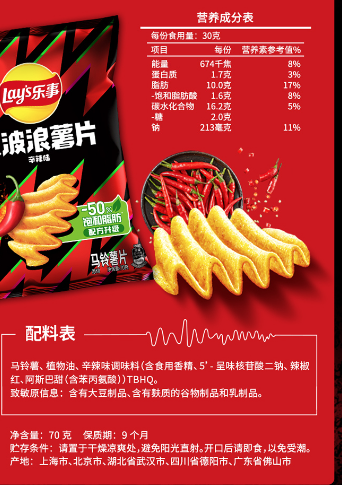 营养成分表
每份食用量：30克
项目 每份 营养素参考值%
能量 674千焦 8%
蛋白质 1.7克 3%
脂肪 10.0克 17%
-饱和脂肪酸 1.6克 8%
碳水化合物 16.2克 5%
-糖 2.0克
钠 213毫克 11%
Lay's乐事
波浪薯片
辛辣味
-50%
饱和脂肪
配方升级
马铃薯片
配料表
马铃薯、植物油、辛辣味调味料（含食用香精、5'-呈味核苷酸二钠、辣椒
红、阿斯巴甜（含苯丙氨酸））TBHQ。
致敏原信息：含有大豆制品、含有麸质的谷物制品和乳制品。
净含量：70 克 保质期：9 个月
贮存条件：请置于干燥凉爽处，避免阳光直射。开口后请即食，以免受潮。
产地：上海市、北京市、湖北省武汉市、四川省德阳市、广东省佛山市